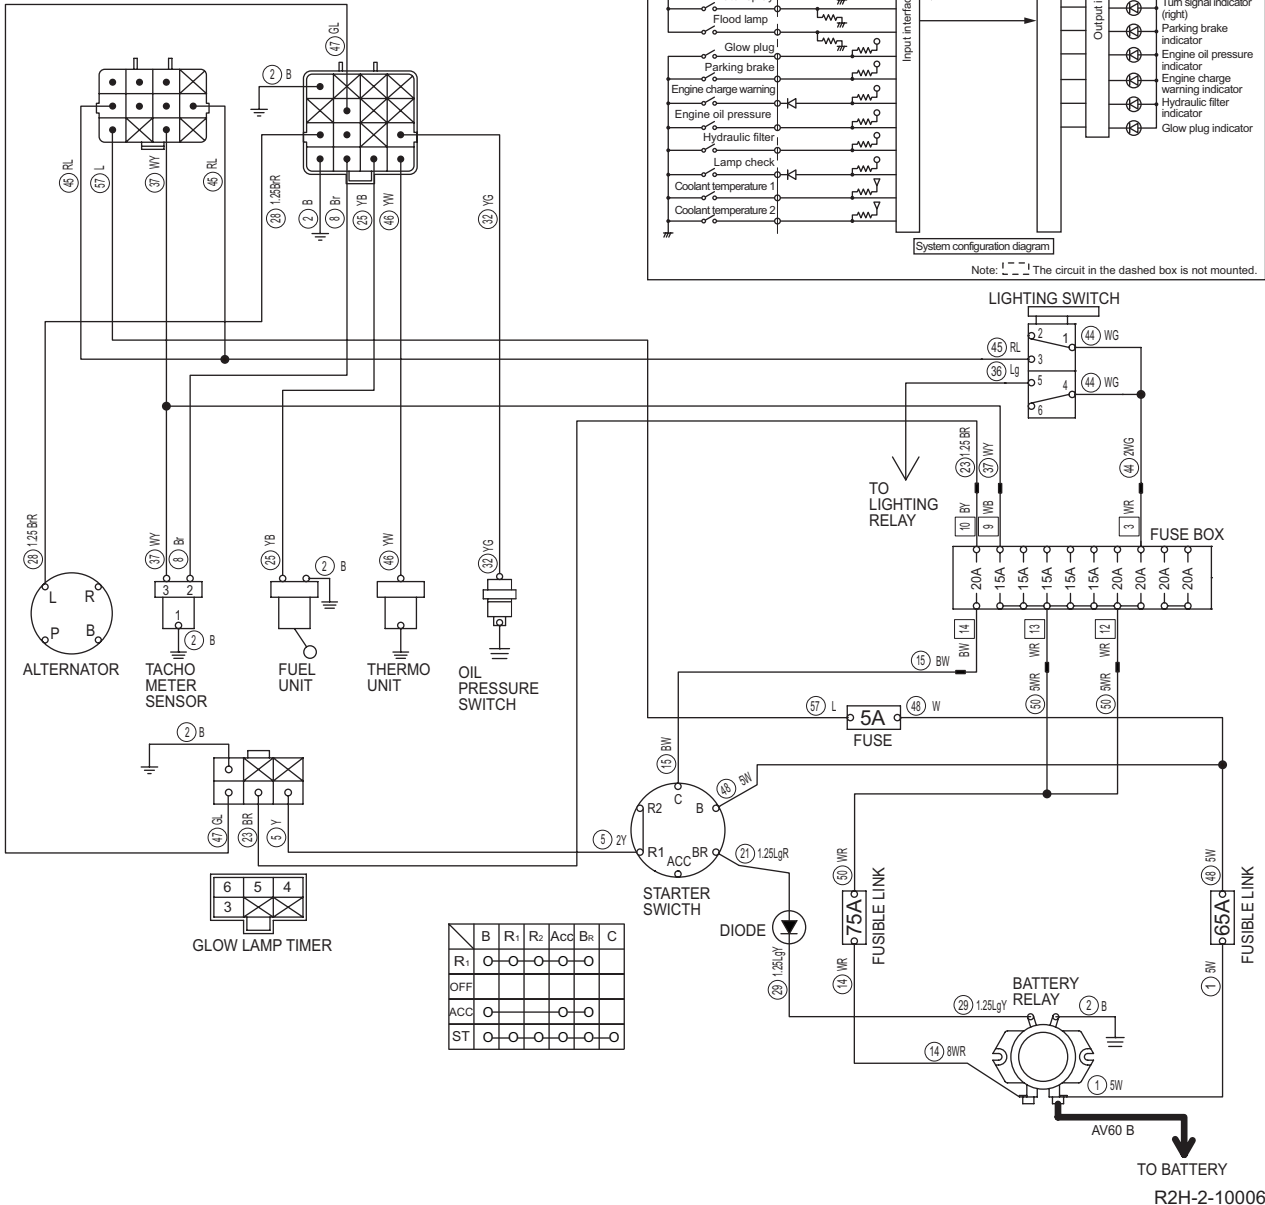 Flood lamp
Glow plug
Parking brake
Engine charge warning
Engine oil pressure
Hydraulic filter
Lamp check
Coolant temperature 1
Coolant temperature 2
Input interfac
Output i
Turn signal indicator
(right)
Parking brake
indicator
Engine oil pressure
indicator
Engine charge
warning indicator
Hydraulic filter
indicator
Glow plug indicator
System configuration diagram
Note: The circuit in the dashed box is not mounted.
47 GL
2 B
45 RL
57 L
37 WY
45 RL
28 1.25BrR
2 B
8 Br
25 YB
46 YW
32 YG
LIGHTING SWITCH
2 1
3
5 4
6
44 WG
44 WG
45 RL
36 Lg
TO
LIGHTING
RELAY
23 1.25 BR
37 WY
44 2WG
10 BY
9 WB
3 WR
FUSE BOX
20A 15A 15A 15A 15A 15A 20A 20A 20A 20A
14 BW
13 WR
12 WR
50 5WR
50 5WR
15 BW
28 1.25 BrR
37 WY
8 Br
25 YB
2 B
46 YW
32 YG
L R
P B
ALTERNATOR
3 2
1
2 B
TACHO
METER
SENSOR
FUEL
UNIT
THERMO
UNIT
OIL
PRESSURE
SWITCH
57 L
5A
48 W
FUSE
2 B
47 GL
23 BR
5 Y
6 5 4
3
GLOW LAMP TIMER
15 BW
48 5W
5 2Y
C
R2 B
R1 BR
ACC
21 1.25LgR
STARTER
SWICTH
DIODE
29 1.25LgY
50 WR
75A
FUSIBLE LINK
14 WR
48 5W
65A
FUSIBLE LINK
1 5W
B R1 R2 Acc BR C
R1
OFF
ACC
ST
BATTERY
RELAY
29 1.25LgY
2 B
14 8WR
1 5W
AV60 B
TO BATTERY
R2H-2-10006